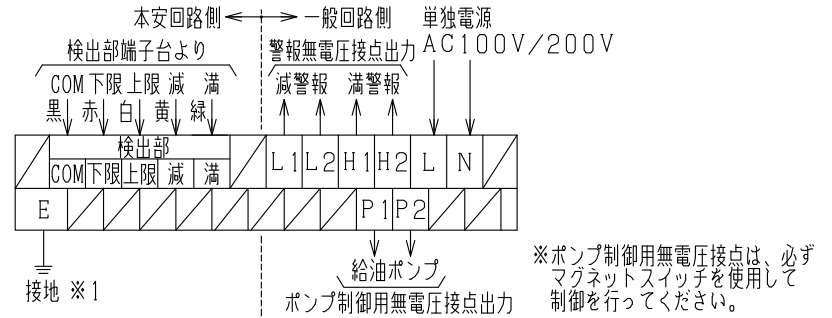 本安回路側 一般回路側 単独電源
検出部端子台より 警報無電圧接点出力 AC100V/200V
COM 下限 上限 減 満 減警報 満警報
黒 赤 白 黄 緑
検出部
COM 下限 上限 減 満 L1 L2 H1 H2 L N
E P1 P2
給油ポンプ
接地 ※1
ポンプ制御用無電圧接点出力
※ポンプ制御用無電圧接点は、必ず
マグネットスイッチを使用して
制御を行ってください。